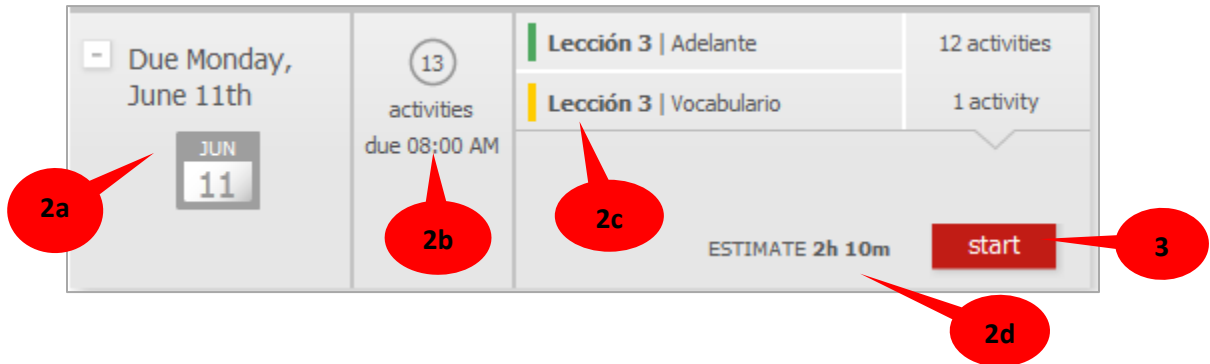 -
Due Monday,
June 11th
JUN
11
13
activities
due 08:00 AM
Lección 3 | Adelante
12 activities
Lección 3 | Vocabulario
1 activity
ESTIMATE 2h 10m
start
2a
2b
2c
2d
3